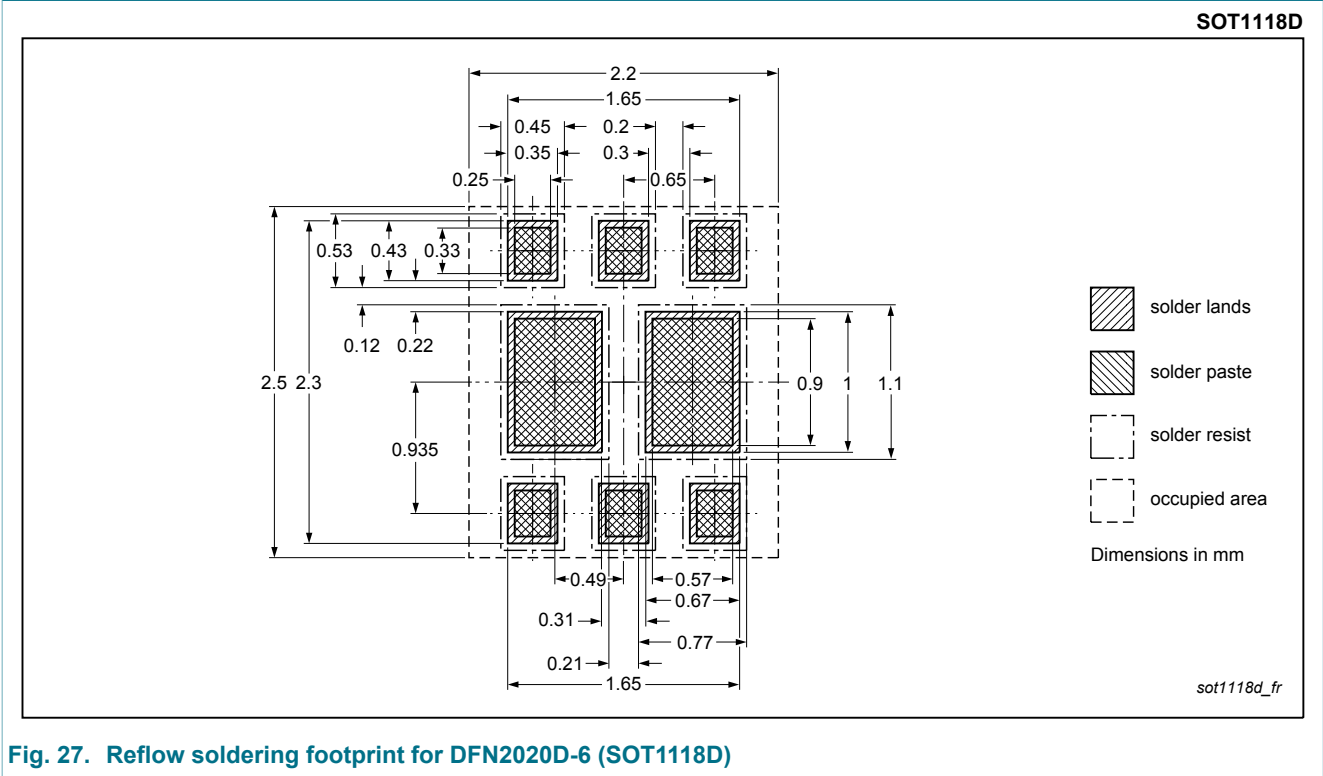 SOT1118D
2.2
1.65
0.45 0.2
0.35 0.3
0.25 0.65
0.53 0.43 0.33
0.12 0.22
2.5 2.3 0.9 1 1.1
0.935
0.49 0.57
0.67
0.31
0.77
0.21
1.65
solder lands
solder paste
solder resist
occupied area
Dimensions in mm
sot1118d_fr
Fig. 27. Reflow soldering footprint for DFN2020D-6 (SOT1118D)